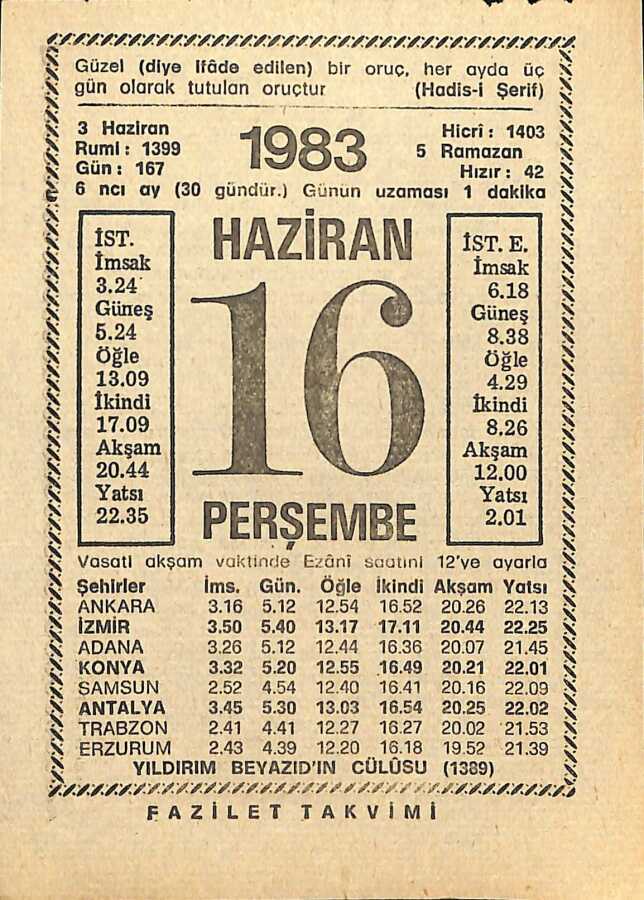 Güzel (diye ifâde edilen) bir oruç, her ayda üç
gün olarak tutulan oruçtur (Hadis-i Şerif)
3 Haziran
Rumî : 1399
Gün : 167
1983
Hicrî : 1403
5 Ramazan
Hızır : 42
6 ncı ay (30 gündür.) Günün uzaması 1 dakika
İST.
İmsak
3.24
Güneş
5.24
Öğle
13.09
İkindi
17.09
Akşam
20.44
Yatsı
22.35
HAZİRAN
16
PERŞEMBE
İST. E.
İmsak
6.18
Güneş
8.38
Öğle
4.29
İkindi
8.26
Akşam
12.00
Yatsı
2.01
Vasatî akşam vaktinde Ezânî saatini 12'ye ayarla
Şehirler İms. Gün. Öğle İkindi Akşam Yatsı
ANKARA 3.16 5.12 12.54 16.52 20.26 22.13
İZMİR 3.50 5.40 13.17 17.11 20.44 22.25
ADANA 3.26 5.12 12.44 16.36 20.07 21.45
KONYA 3.32 5.20 12.55 16.49 20.21 22.01
SAMSUN 2.52 4.54 12.40 16.41 20.16 22.09
ANTALYA 3.45 5.30 13.03 16.54 20.25 22.02
TRABZON 2.41 4.41 12.27 16.27 20.02 21.53
ERZURUM 2.43 4.39 12.20 16.18 19.52 21.39
YILDIRIM BEYAZID'IN CÜLÛSU (1389)
FAZİLET TAKVİMİ